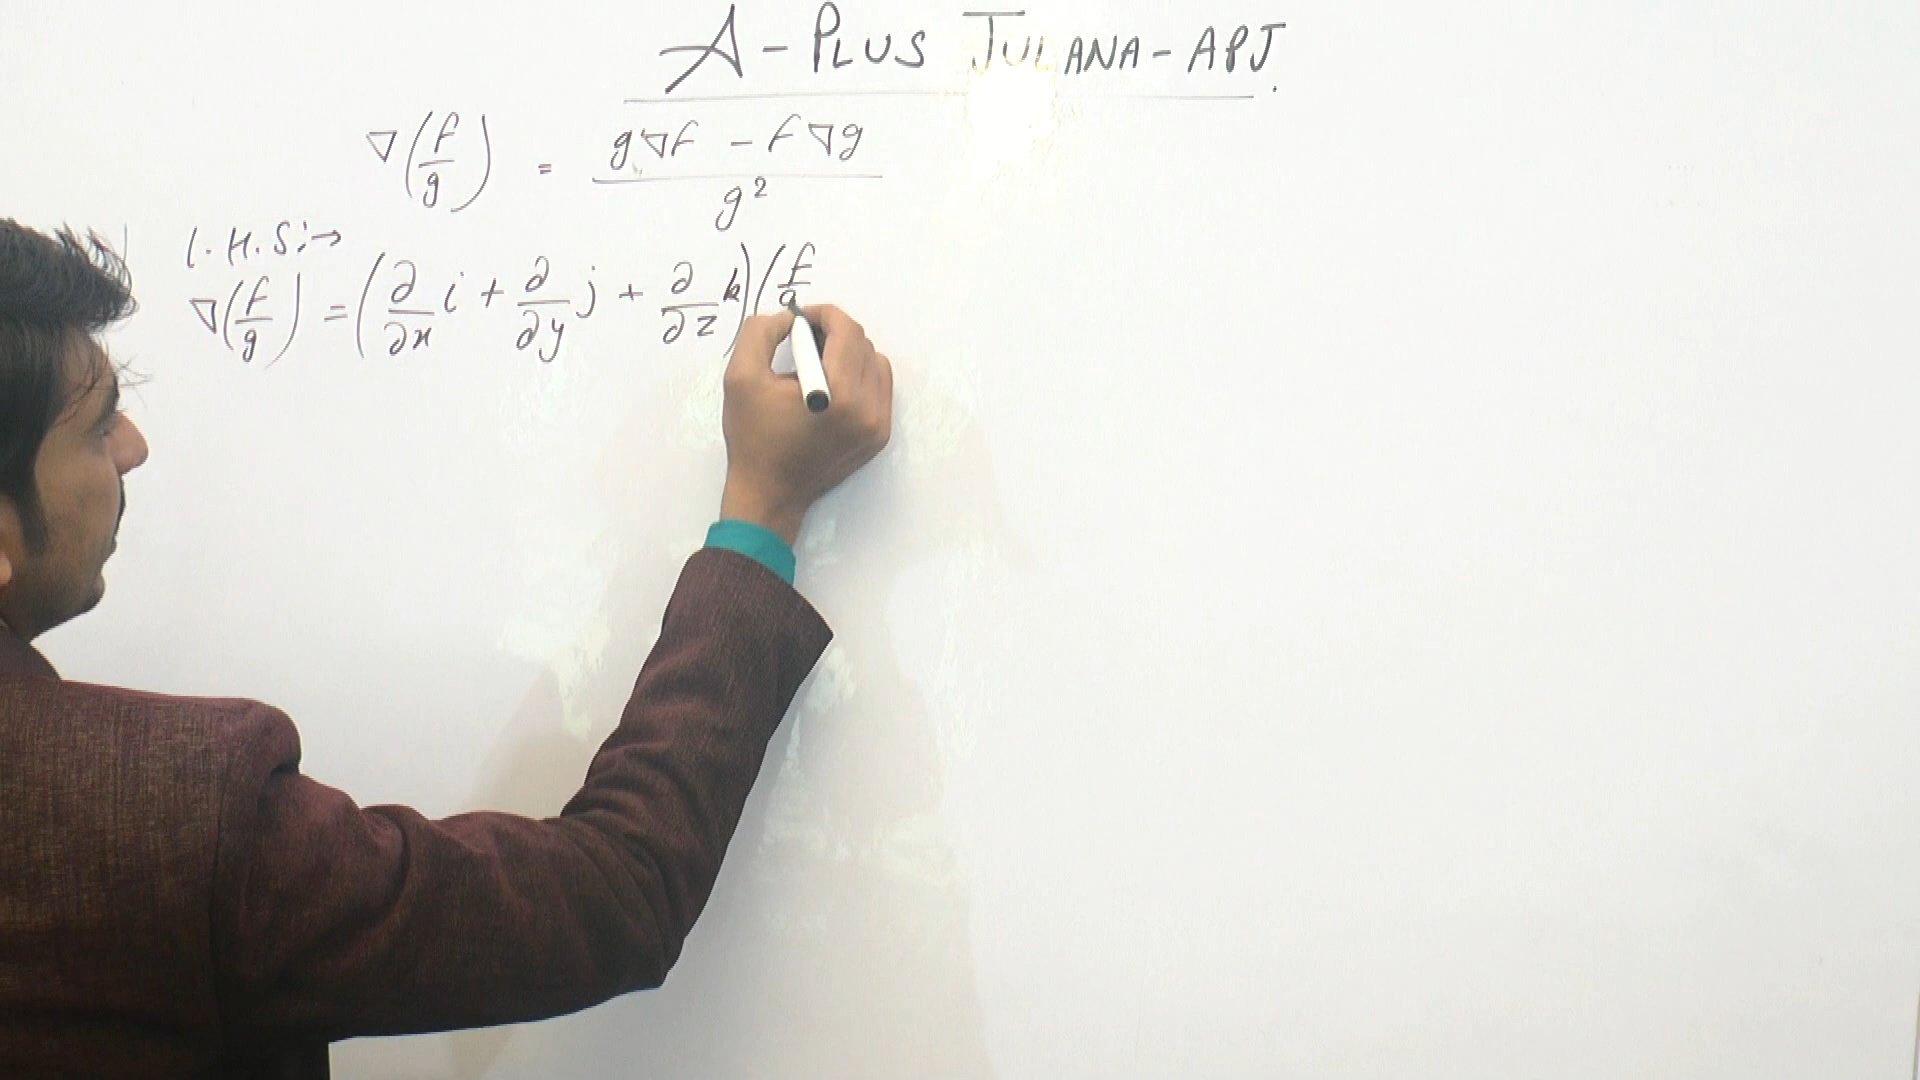 A-PLUS JULANA-APJ.
∇(f/g) = (g∇f - f∇g)/g²
L.H.S:→
∇(f/g) = (∂/∂x i + ∂/∂y j + ∂/∂z k)(f/g